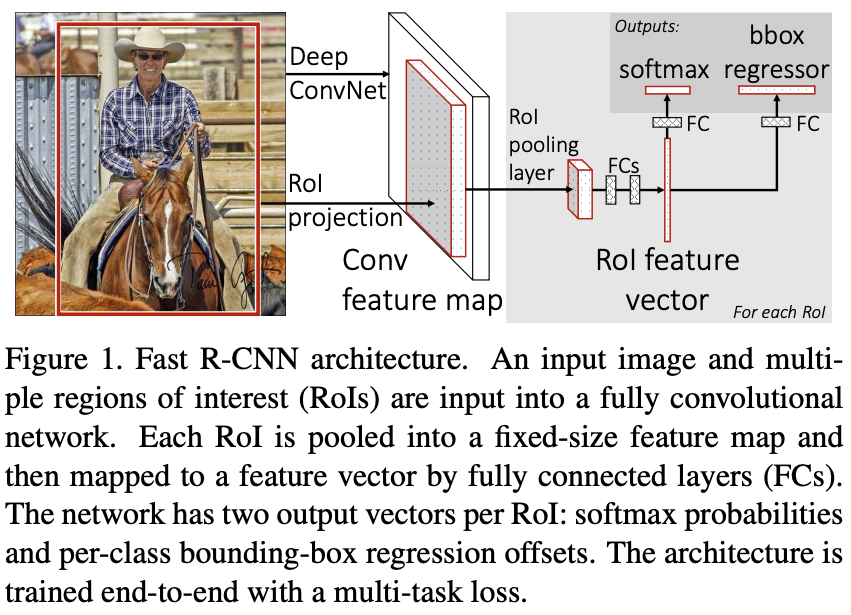 Deep
ConvNet
RoI
projection
Conv
feature map
RoI
pooling
layer
FCs
Outputs:
softmax
bbox
regressor
FC
FC
RoI feature
vector
For each RoI
Figure 1. Fast R-CNN architecture. An input image and multi-
ple regions of interest (RoIs) are input into a fully convolutional
network. Each RoI is pooled into a fixed-size feature map and
then mapped to a feature vector by fully connected layers (FCs).
The network has two output vectors per RoI: softmax probabilities
and per-class bounding-box regression offsets. The architecture is
trained end-to-end with a multi-task loss.